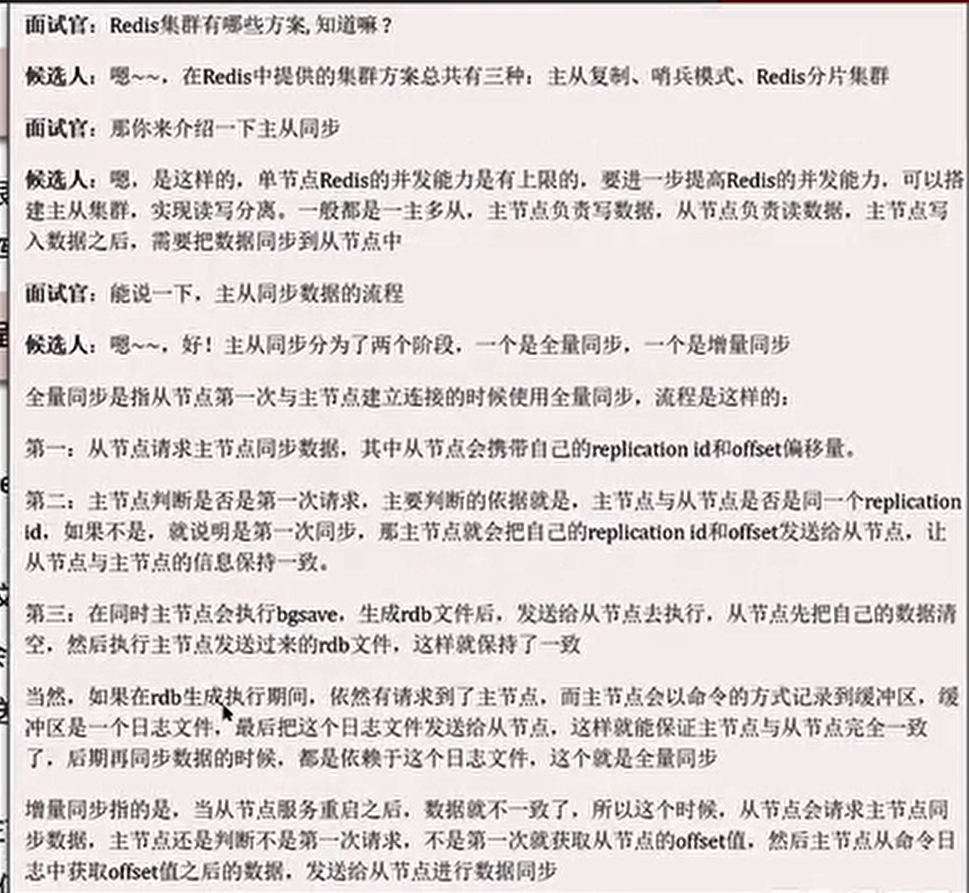 面试官：Redis集群有哪些方案, 知道嘛？
候选人：嗯~~，在Redis中提供的集群方案总共有三种：主从复制、哨兵模式、Redis分片集群
面试官：那你来介绍一下主从同步
候选人：嗯，是这样的，单节点Redis的并发能力是有上限的，要进一步提高Redis的并发能力，可以搭
建主从集群，实现读写分离。一般都是一主多从，主节点负责写数据，从节点负责读数据，主节点写
入数据之后，需要把数据同步到从节点中
面试官：能说一下，主从同步数据的流程
候选人：嗯~~，好！主从同步分为了两个阶段，一个是全量同步，一个是增量同步
全量同步是指从节点第一次与主节点建立连接的时候使用全量同步，流程是这样的：
第一：从节点请求主节点同步数据，其中从节点会携带自己的replication id和offset偏移量。
第二：主节点判断是否是第一次请求，主要判断的依据就是，主节点与从节点是否是同一个replication
id，如果不是，就说明是第一次同步，那主节点就会把自己的replication id和offset发送给从节点，让
从节点与主节点的信息保持一致。
第三：在同时主节点会执行bgsave，生成rdb文件后，发送给从节点去执行，从节点先把自己的数据清
空，然后执行主节点发送过来的rdb文件，这样就保持了一致
当然，如果在rdb生成执行期间，依然有请求到了主节点，而主节点会以命令的方式记录到缓冲区，缓
冲区是一个日志文件，最后把这个日志文件发送给从节点，这样就能保证主节点与从节点完全一致
了，后期再同步数据的时候，都是依赖于这个日志文件，这个就是全量同步
增量同步指的是，当从节点服务重启之后，数据就不一致了，所以这个时候，从节点会请求主节点同
步数据，主节点还是判断不是第一次请求，不是第一次就获取从节点的offset值，然后主节点从命令日
志中获取offset值之后的数据，发送给从节点进行数据同步